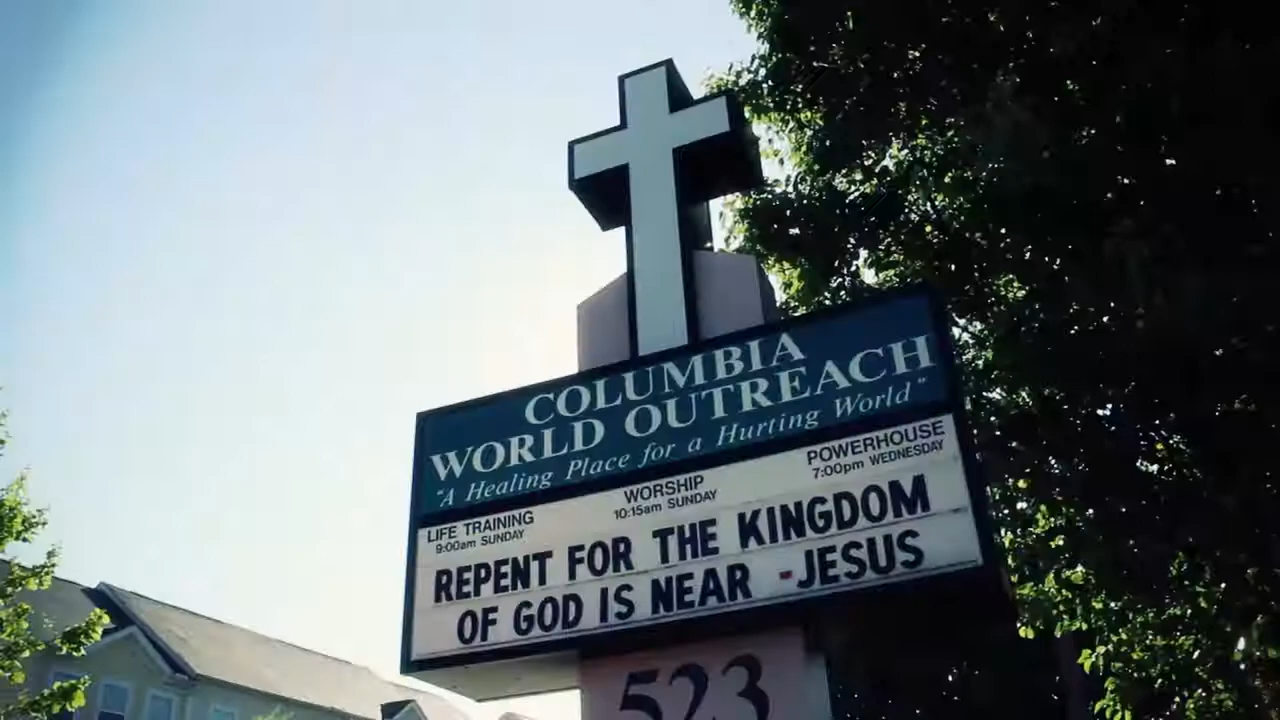 COLUMBIA
WORLD OUTREACH
"A Healing Place for a Hurting World"
LIFE TRAINING
9:00am SUNDAY
WORSHIP
10:15am SUNDAY
POWERHOUSE
7:00pm WEDNESDAY
REPENT FOR THE KINGDOM
OF GOD IS NEAR -JESUS
523